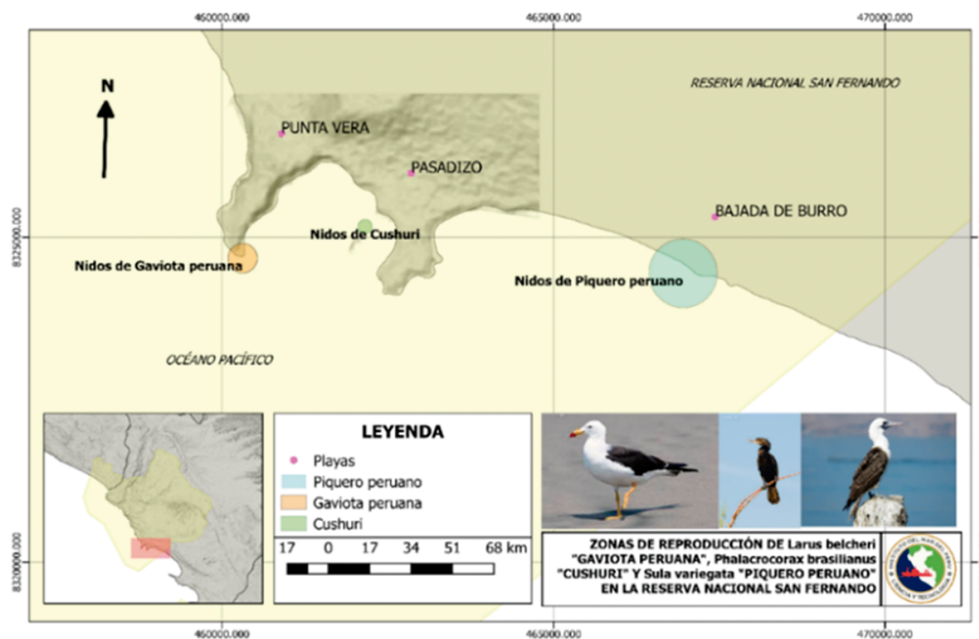 460000.000
465000.000
470000.000
RESERVA NACIONAL SAN FERNANDO
N
PUNTA VERA
PASADIZO
BAJADA DE BURRO
8325000.000
Nidos de Cushuri
Nidos de Gaviota peruana
Nidos de Piquero peruano
OCÉANO PACÍFICO
LEYENDA
Playas
Piquero peruano
Gaviota peruana
Cushuri
17 0 17 34 51 68 km
ZONAS DE REPRODUCCIÓN DE Larus belcheri
"GAVIOTA PERUANA", Phalacrocorax brasilianus
"CUSHURI" Y Sula variegata "PIQUERO PERUANO"
EN LA RESERVA NACIONAL SAN FERNANDO
8320000.000
460000.000
465000.000
470000.000